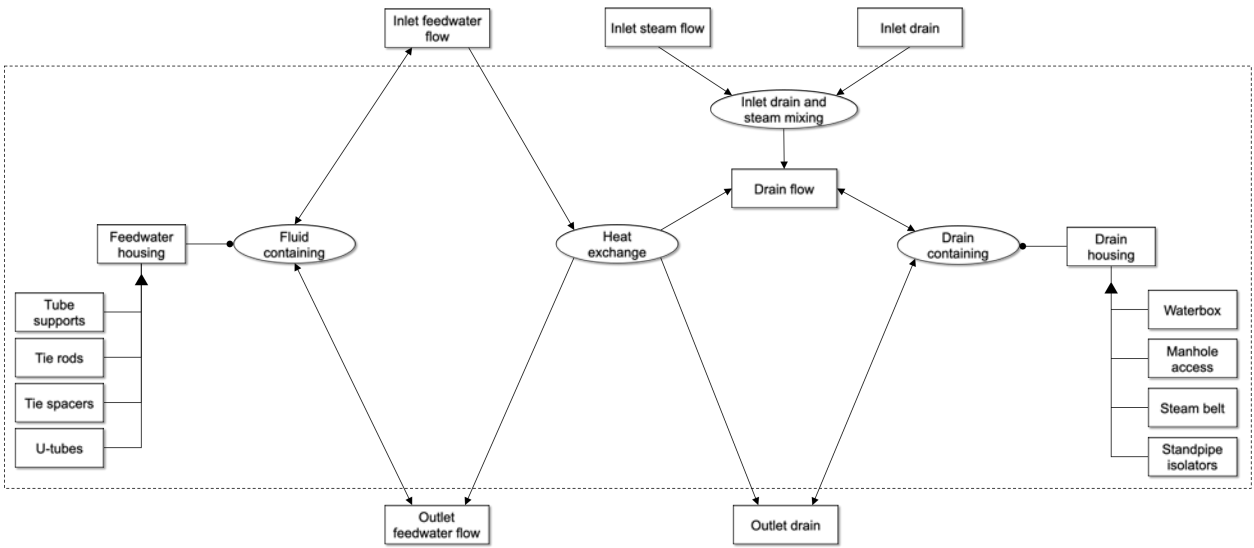 Inlet feedwater
flow
Inlet steam flow
Inlet drain
Inlet drain and
steam mixing
Drain flow
Feedwater
housing
Fluid
containing
Heat
exchange
Drain
containing
Drain
housing
Tube
supports
Tie rods
Tie spacers
U-tubes
Waterbox
Manhole
access
Steam belt
Standpipe
isolators
Outlet
feedwater flow
Outlet drain